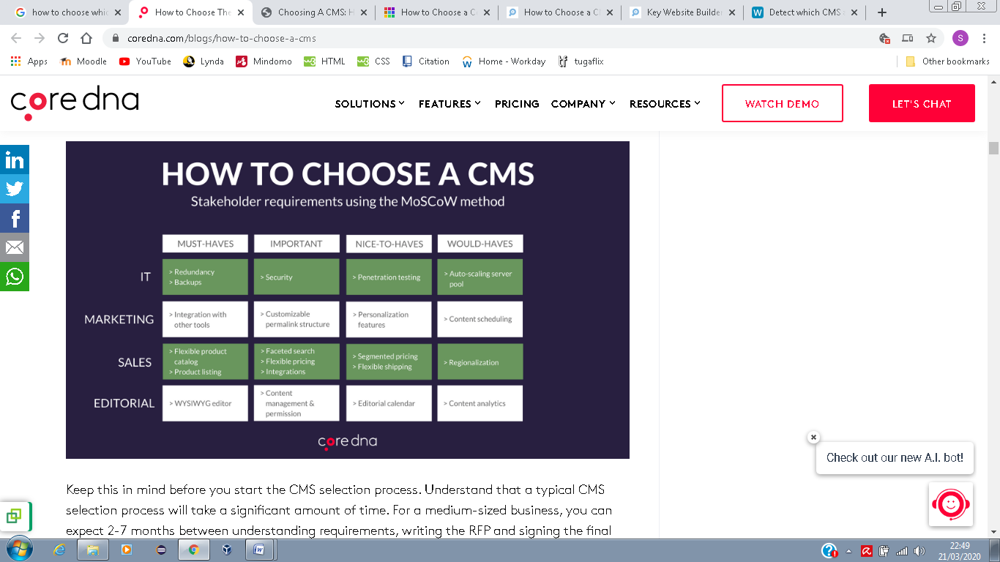 how to choose whic
How to Choose The
Choosing A CMS: H
How to Choose a C
How to Choose a C
ey Website Builder
Detect which CMS
coredna.com/blogs/how-to-choose-a-cms
S
Apps
Moodle
YouTube
Lynda
Mindomo
HTML
CSS
Citation
Home - Workday
tugaflix
Other bookmarks
core dna
SOLUTIONS
FEATURES
PRICING
COMPANY
RESOURCES
WATCH DEMO
LET'S CHAT
HOW TO CHOOSE A CMS
Stakeholder requirements using the MoSCoW method
MUST-HAVES IMPORTANT NICE-TO-HAVES WOULD-HAVES
IT
> Redundancy
> Backups
> Security
> Penetration testing
> Auto-scaling server
pool
MARKETING
> Integration with
other tools
> Customizable
permalink structure
> Personalization
features
> Content scheduling
SALES
> Flexible product
catalog
> Product listing
> Faceted search
> Flexible pricing
> Integrations
> Segmented pricing
> Flexible shipping
> Regionalization
EDITORIAL
> WYSIWYG editor
> Content
management &
permission
> Editorial calendar
> Content analytics
core dna
Keep this in mind before you start the CMS selection process. Understand that a typical CMS
selection process will take a significant amount of time. For a medium-sized business, you can
expect 2-7 months between understanding requirements, writing the RFP and signing the final
Check out our new A.I. bot!
22:49
21/03/2020